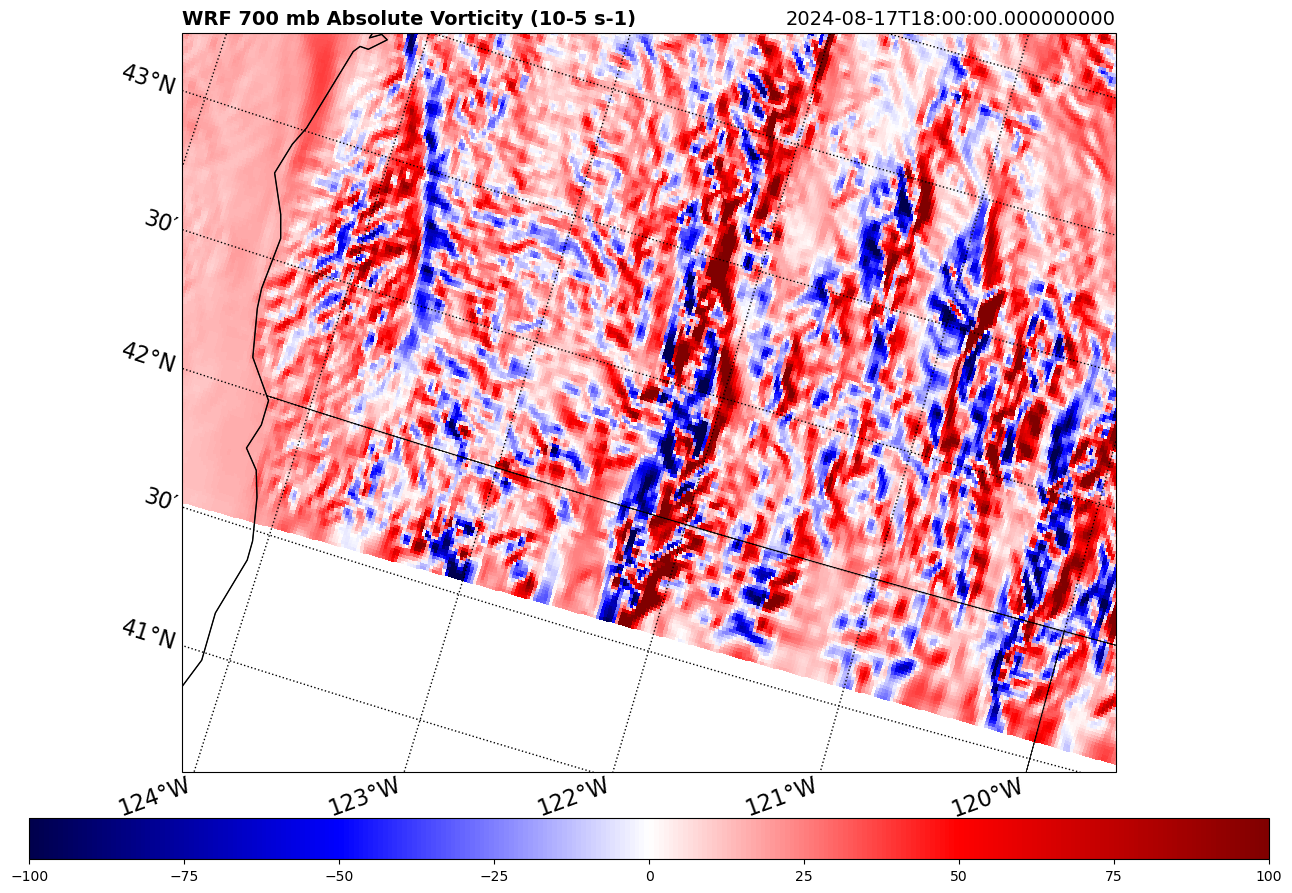 WRF 700 mb Absolute Vorticity (10-5 s-1)
2024-08-17T18:00:00.000000000
43°N
30′
42°N
30′
41°N
124°W
123°W
122°W
121°W
120°W
−100
−75
−50
−25
0
25
50
75
100